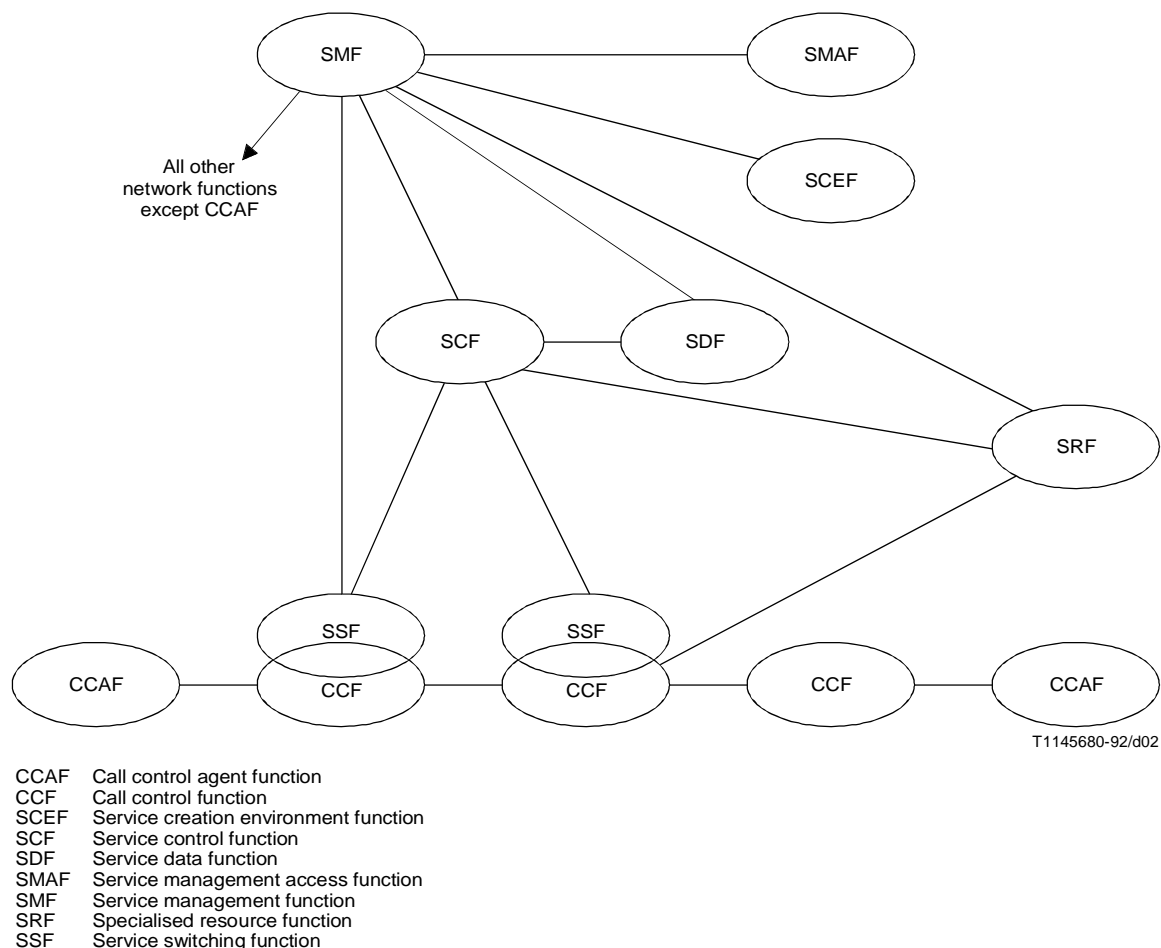 SMF
SMAF
All other
network functions
except CCAF
SCEF
SCF
SDF
SRF
SSF
SSF
CCAF
CCF
CCF
CCF
CCAF
T1145680-92/d02
CCAF Call control agent function
CCF Call control function
SCEF Service creation environment function
SCF Service control function
SDF Service data function
SMAF Service management access function
SMF Service management function
SRF Specialised resource function
SSF Service switching function